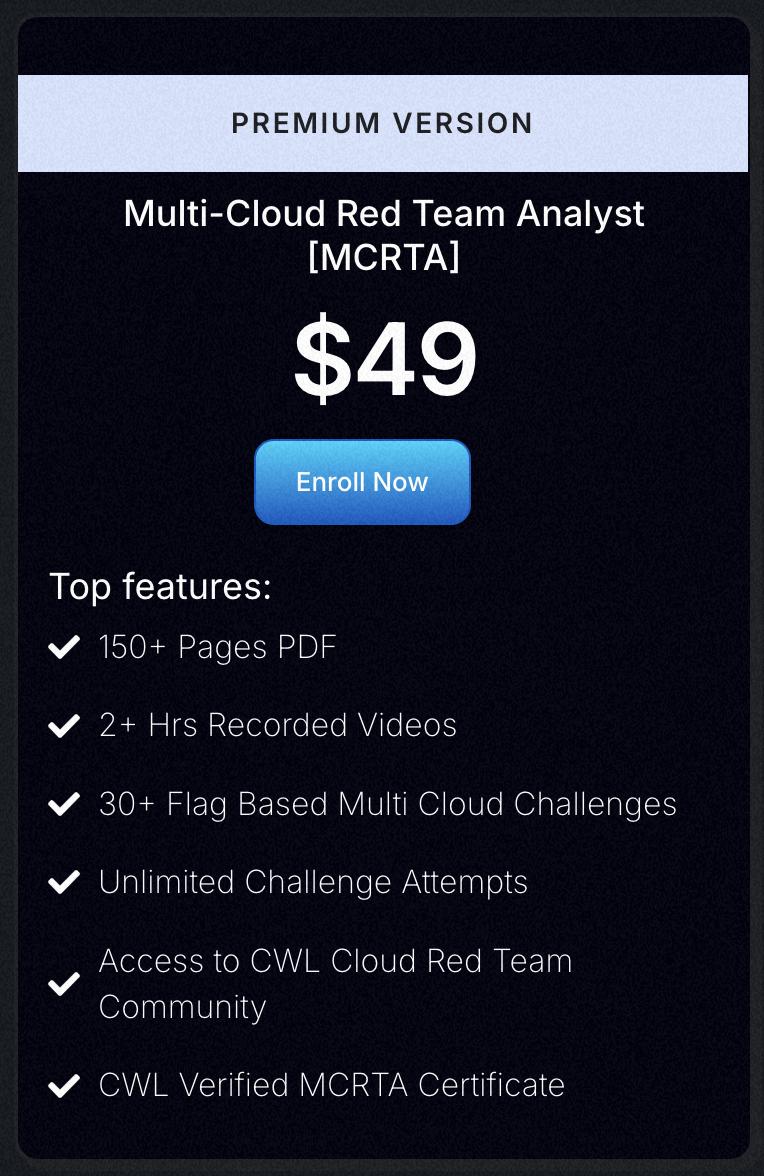 PREMIUM VERSION
Multi-Cloud Red Team Analyst
[MCRTA]
$49
Enroll Now
Top features:
150+ Pages PDF
2+ Hrs Recorded Videos
30+ Flag Based Multi Cloud Challenges
Unlimited Challenge Attempts
Access to CWL Cloud Red Team
Community
CWL Verified MCRTA Certificate